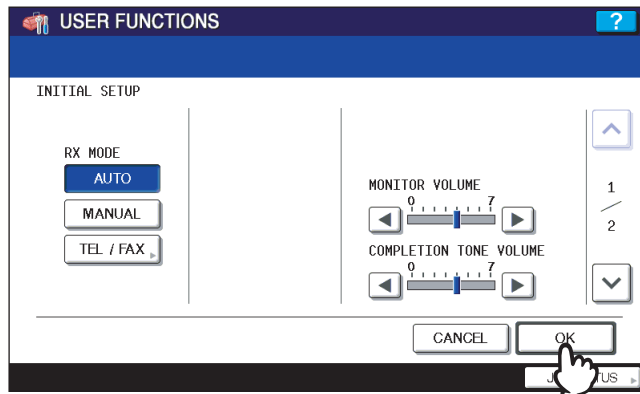 USER FUNCTIONS
?
INITIAL SETUP
RX MODE
AUTO
MANUAL
TEL / FAX
MONITOR VOLUME
0 7
COMPLETION TONE VOLUME
0 7
1
2
CANCEL
OK